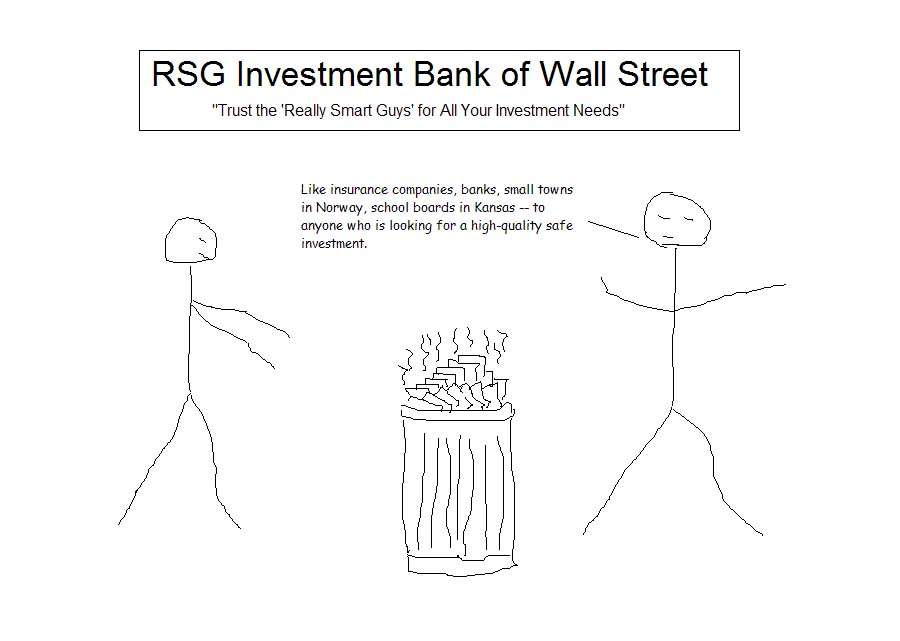 RSG Investment Bank of Wall Street
"Trust the 'Really Smart Guys' for All Your Investment Needs"
Like insurance companies, banks, small towns
in Norway, school boards in Kansas -- to
anyone who is looking for a high-quality safe
investment.